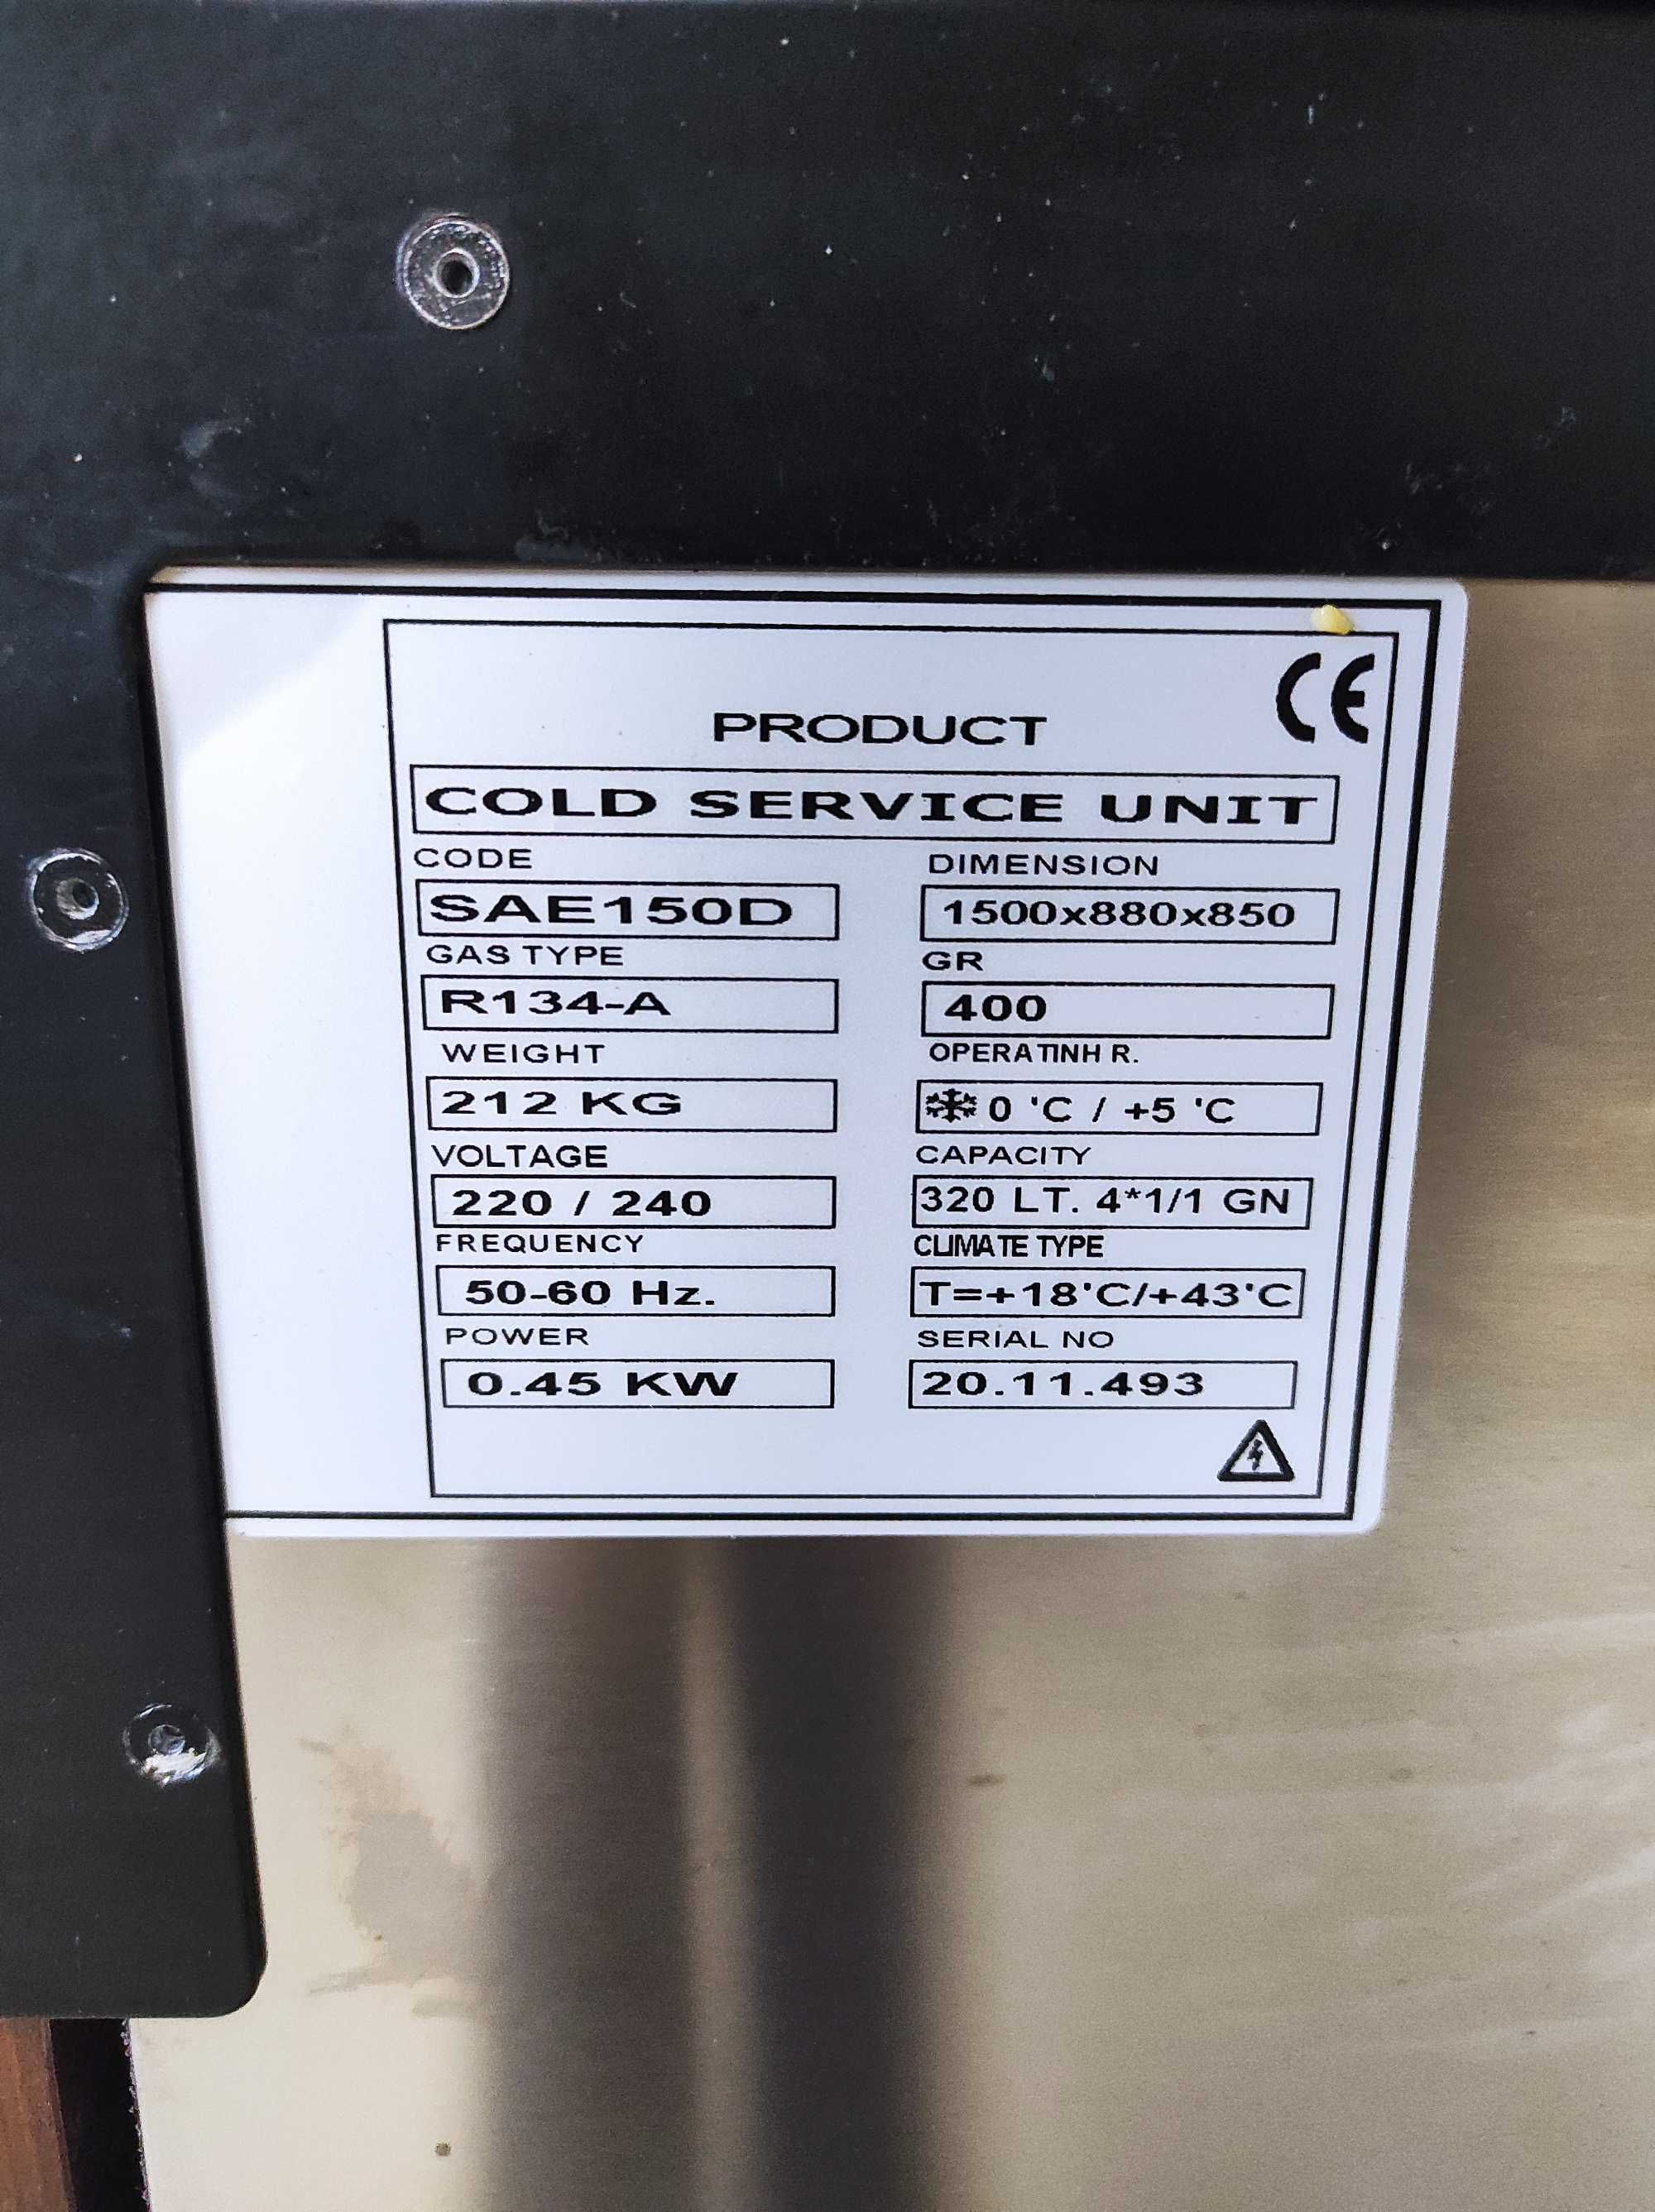 CE
PRODUCT
COLD SERVICE UNIT
CODE DIMENSION
SAE150D 1500x880x850
GAS TYPE GR
R134-A 400
WEIGHT OPERATINH R.
212 KG 0 'C / +5 'C
VOLTAGE CAPACITY
220 / 240 320 LT. 4*1/1 GN
FREQUENCY CLIMATE TYPE
50-60 Hz. T=+18'C/+43'C
POWER SERIAL NO
0.45 KW 20.11.493